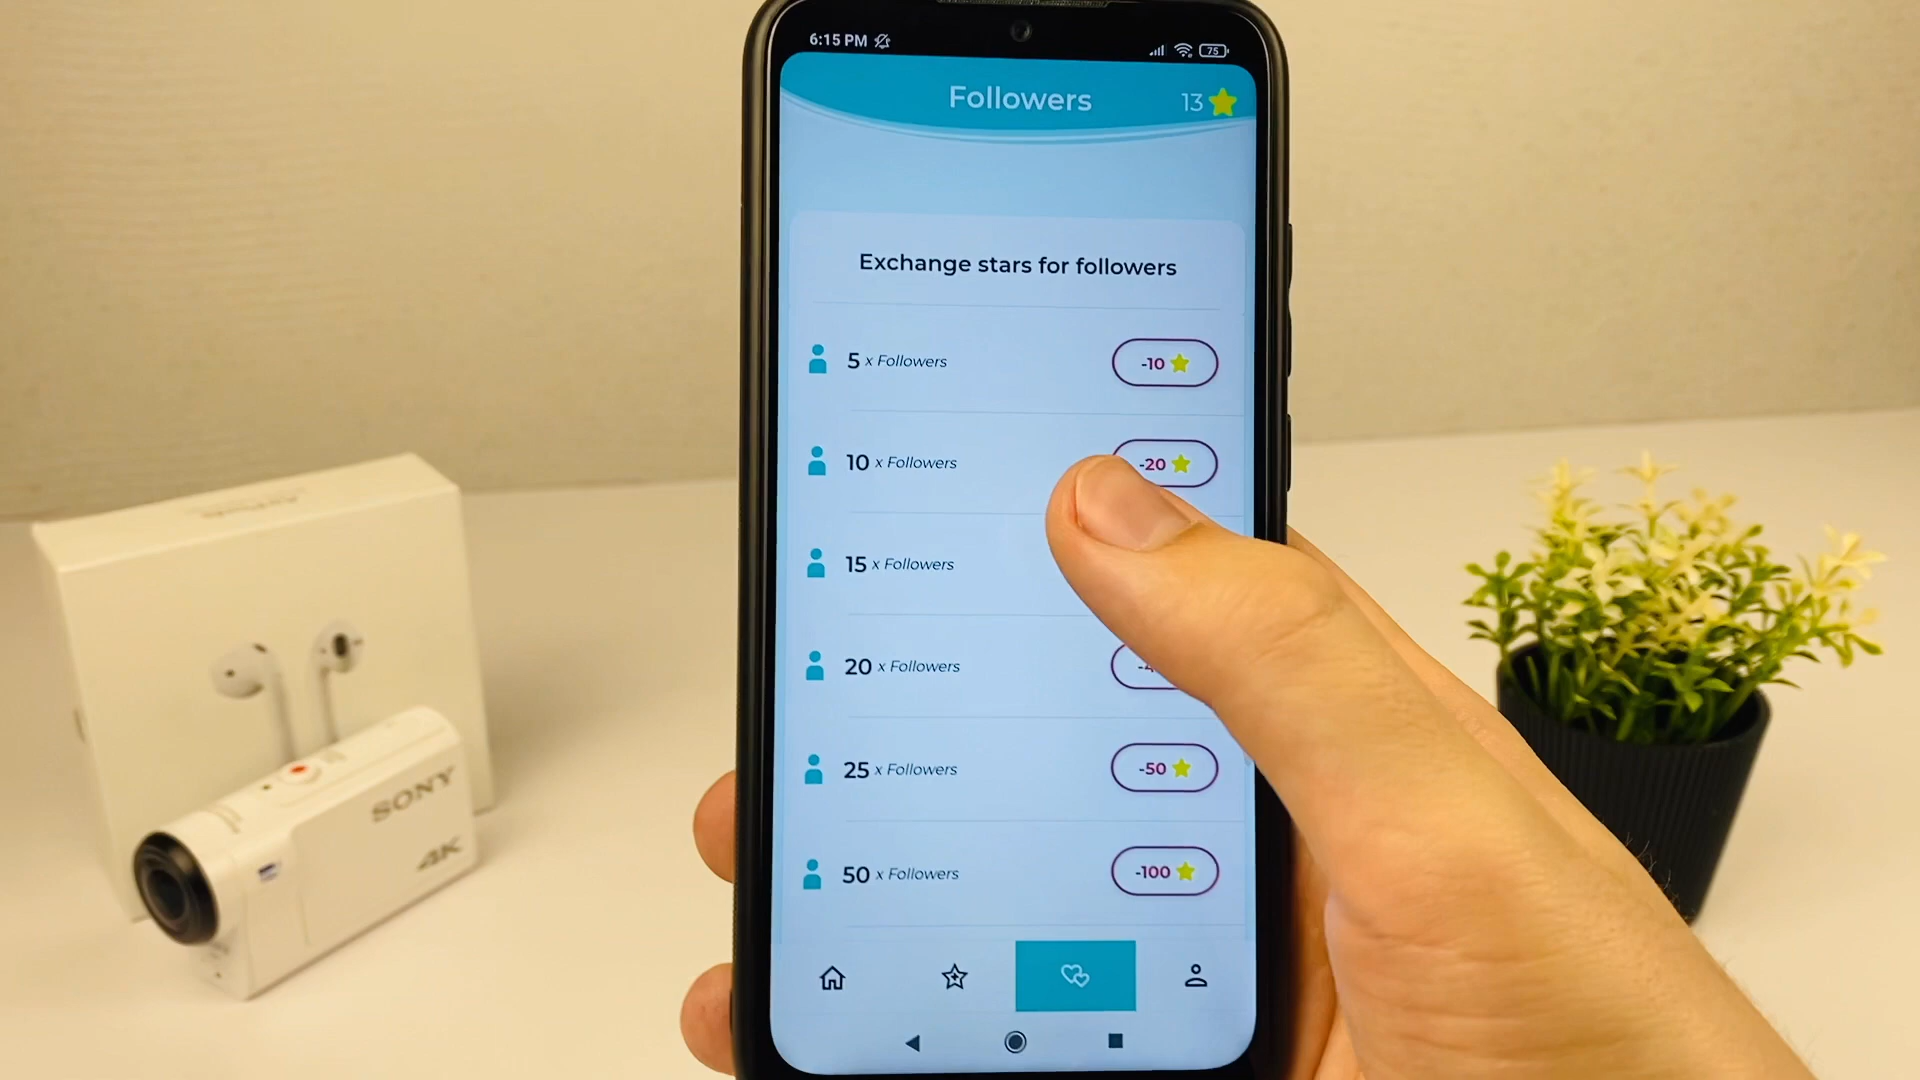 6:15 PM
75
Followers
13
Exchange stars for followers
5 x Followers
-10
10 x Followers
-20
15 x Followers
20 x Followers
25 x Followers
-50
50 x Followers
-100
SONY
4K